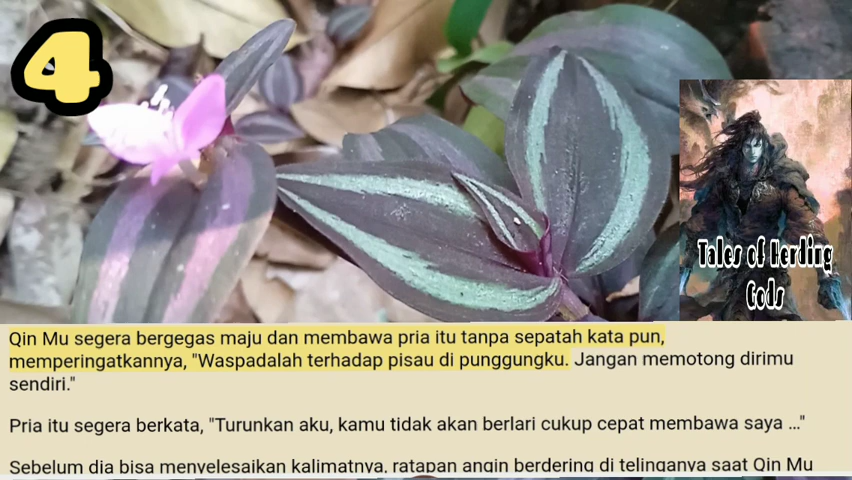 4
Tales of Herding
Gods
Qin Mu segera bergegas maju dan membawa pria itu tanpa sepatah kata pun,
memperingatkannya, "Waspadalah terhadap pisau di punggungku. Jangan memotong dirimu
sendiri."
Pria itu segera berkata, "Turunkan aku, kamu tidak akan berlari cukup cepat membawa saya ..."
Sebelum dia bisa menyelesaikan kalimatnya, ratapan angin berdering di telinganya saat Qin Mu